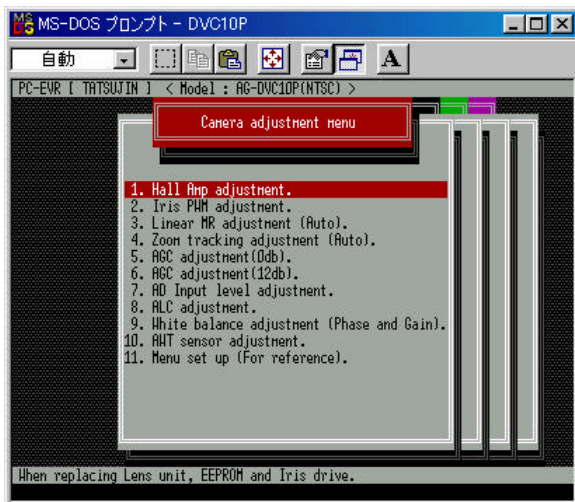 MS-DOS プロンプト - DVC10P
自動
A
PC-EVR [ TATSUJIN ] < Model : AG-DVC10P(NTSC) >
Camera adjustment menu
1. Hall Amp adjustment.
2. Iris PWM adjustment.
3. Linear MR adjustment (Auto).
4. Zoom tracking adjustment (Auto).
5. AGC adjustment(0db).
6. AGC adjustment(12db).
7. AD Input level adjustment.
8. ALC adjustment.
9. White balance adjustment (Phase and Gain).
10. AWT sensor adjustment.
11. Menu set up (For reference).
When replacing Lens unit, EEPROM and Iris drive.